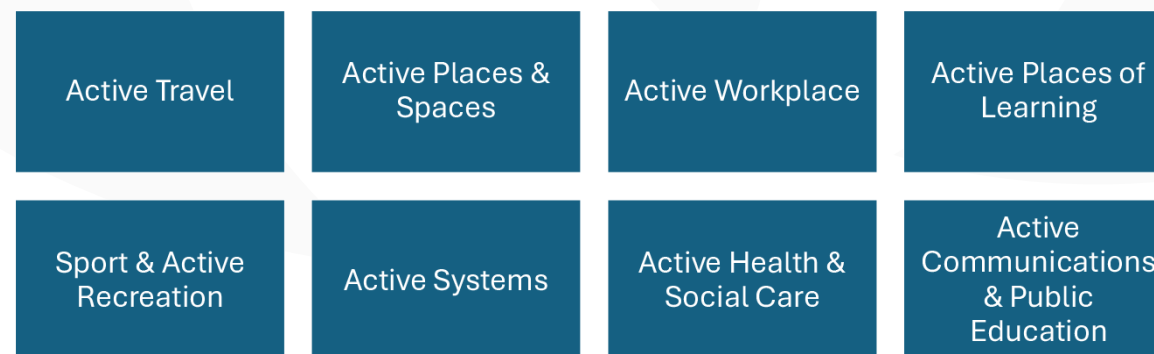 Active Travel
Active Places &
Spaces
Active Workplace
Active Places of
Learning
Sport & Active
Recreation
Active Systems
Active Health &
Social Care
Active
Communications
& Public
Education